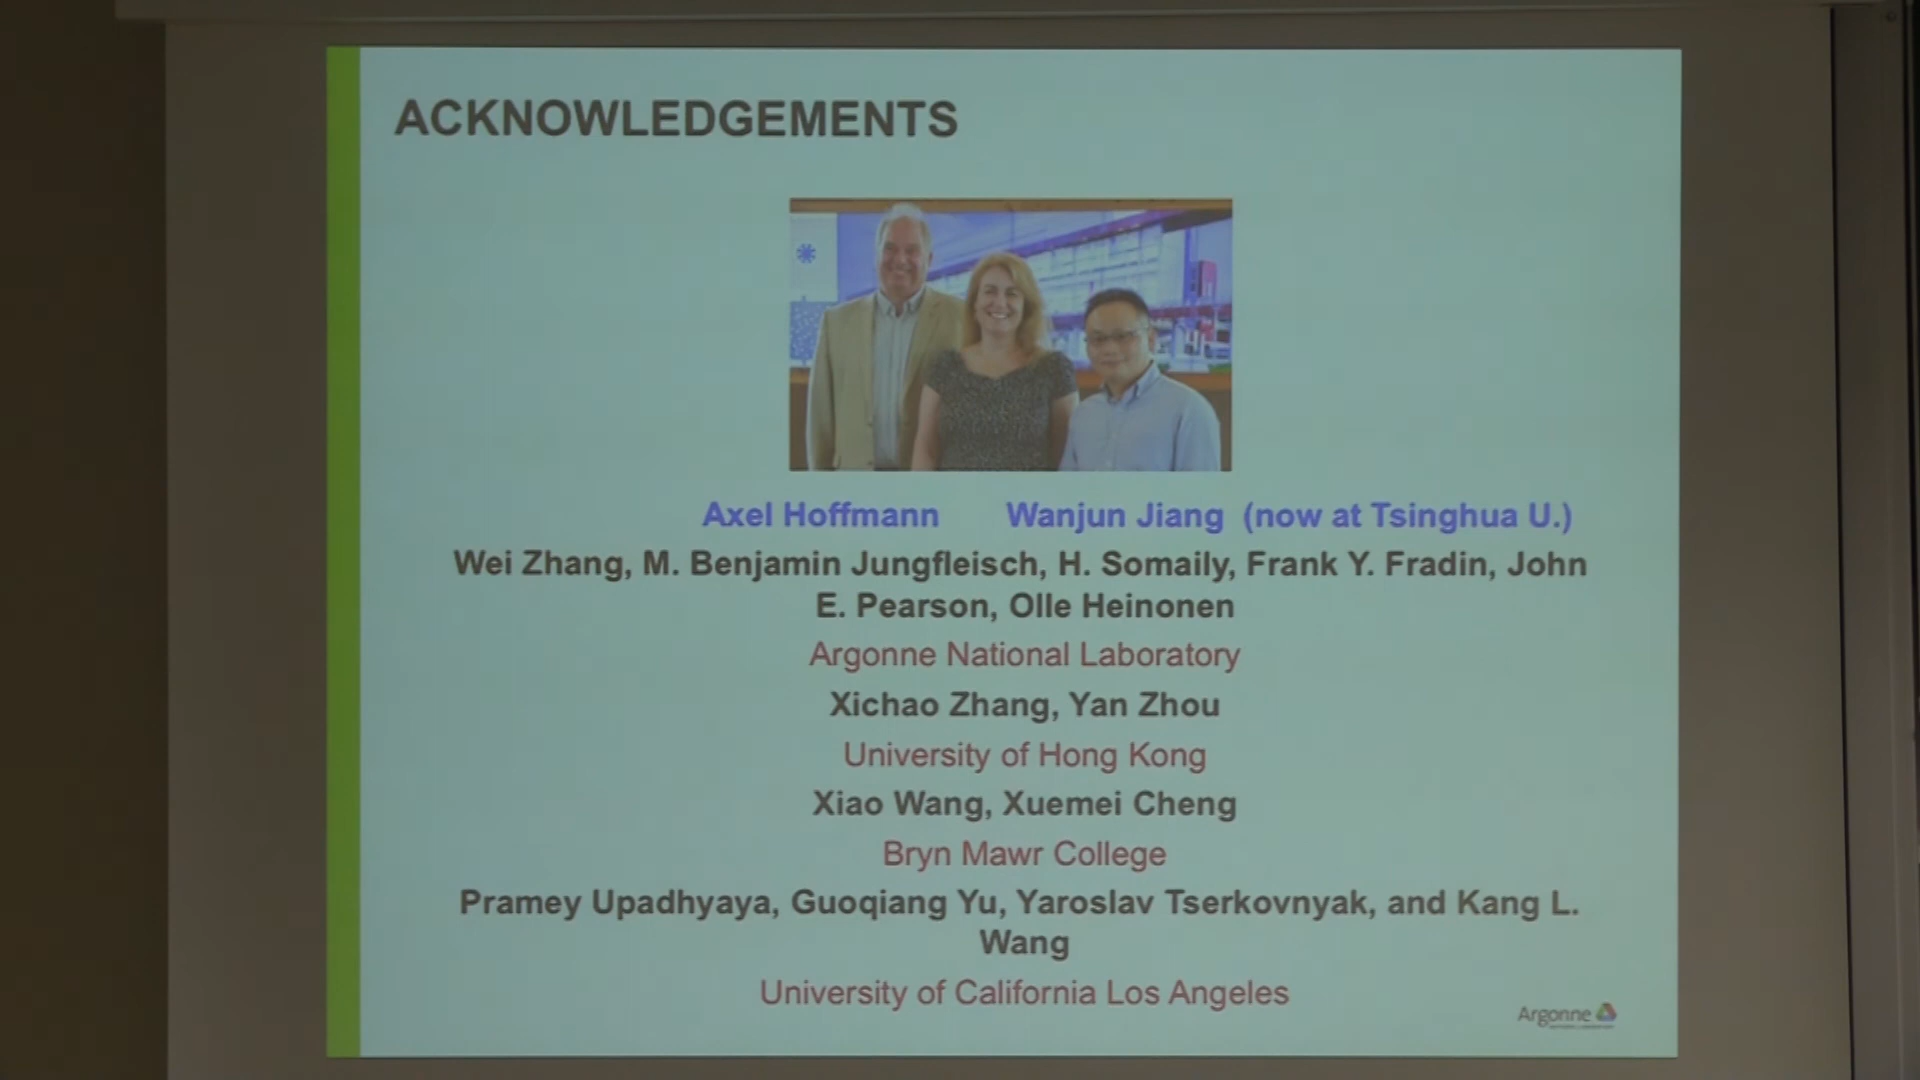 ACKNOWLEDGEMENTS
Axel Hoffmann Wanjun Jiang (now at Tsinghua U.)
Wei Zhang, M. Benjamin Jungfleisch, H. Somaily, Frank Y. Fradin, John
E. Pearson, Olle Heinonen
Argonne National Laboratory
Xichao Zhang, Yan Zhou
University of Hong Kong
Xiao Wang, Xuemei Cheng
Bryn Mawr College
Pramey Upadhyaya, Guoqiang Yu, Yaroslav Tserkovnyak, and Kang L.
Wang
University of California Los Angeles
Argonne